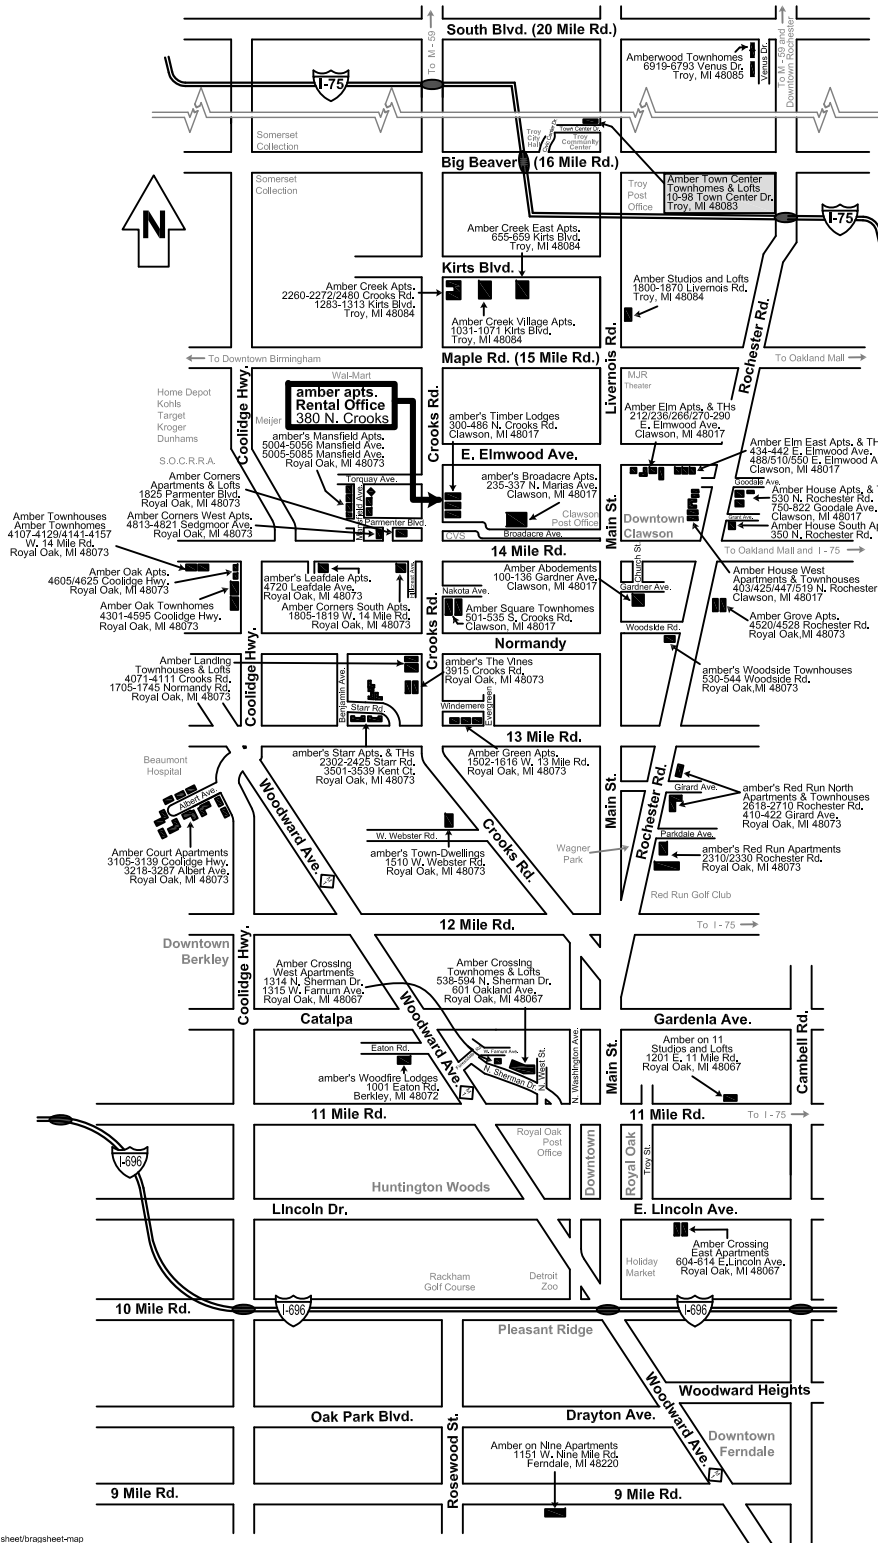 South Blvd. (20 Mile Rd.)
To M - 59
To M - 59 and
Downtown Rochester
Amberwood Townhomes
6919-6793 Venus Dr.
Troy, MI 48085
Venus Dr.
I-75
Somerset
Collection
Troy
City
Hall
Town Center Dr.
Troy
Community
Center
Big Beaver (16 Mile Rd.)
Somerset
Collection
N
Troy
Post
Office
Amber Town Center
Townhomes & Lofts
10-98 Town Center Dr.
Troy, MI 48083
I-75
Amber Creek East Apts.
655-659 Kirts Blvd.
Troy, MI 48084
Kirts Blvd.
Amber Creek Apts.
2260-2272/2480 Crooks Rd.
1283-1313 Kirts Blvd.
Troy, MI 48084
Amber Creek Village Apts.
1031-1071 Kirts Blvd.
Troy, MI 48084
Amber Studios and Lofts
1800-1870 Livernois Rd.
Troy, MI 48084
Livernois Rd.
Rochester Rd.
To Downtown Birmingham
Maple Rd. (15 Mile Rd.)
To Oakland Mall
Coolidge Hwy.
Crooks Rd.
Wal-Mart
MJR
Theater
Home Depot
Kohls
Target
Kroger
Dunhams
Meijer
S.O.C.R.R.A.
amber apts.
Rental Office
380 N. Crooks
amber's Timber Lodges
300-486 N. Crooks Rd.
Clawson, MI 48017
Amber Elm Apts. & THs
212/236/266/270-290
E. Elmwood Ave.
Clawson, MI 48017
amber's Mansfield Apts.
5004-5056 Mansfield Ave.
5005-5085 Mansfield Ave.
Royal Oak, MI 48073
Amber Elm East Apts. & TH
434-442 E. Elmwood Ave.
488/510/550 E. Elmwood A
Clawson, MI 48017
E. Elmwood Ave.
Torquay Ave.
Mansfield Ave.
Parmenter Blvd.
Amber Corners
Apartments & Lofts
1825 Parmenter Blvd.
Royal Oak, MI 48073
amber's Broadacre Apts.
235-337 N. Marias Ave.
Clawson, MI 48017
Goodale Ave.
Amber House Apts. &
530 N. Rochester Rd.
750-822 Goodale Ave.
Clawson, MI 48017
Grant Ave.
Amber House South Ap
350 N. Rochester Rd.
Main St.
Downtown
Clawson
Clawson
Post Office
Broadacre Ave.
CVS
Amber Townhouses
Amber Townhomes
4107-4129/4141-4157
W. 14 Mile Rd.
Royal Oak, MI 48073
Amber Corners West Apts.
4813-4821 Sedgmoor Ave.
Royal Oak, MI 48073
14 Mile Rd.
To Oakland Mall and I - 75
Amber Oak Apts.
4605/4625 Coolidge Hwy.
Royal Oak, MI 48073
Amber Oak Townhomes
4301-4595 Coolidge Hwy.
Royal Oak, MI 48073
amber's Leafdale Apts.
4720 Leafdale Ave.
Royal Oak, MI 48073
Amber Corners South Apts.
1805-1819 W. 14 Mile Rd.
Royal Oak, MI 48073
Nakota Ave.
Amber Abodements
100-136 Gardner Ave.
Clawson, MI 48017
Church St.
Gardner Ave.
Amber House West
Apartments & Townhouses
403/425/447/519 N. Rochester
Clawson, MI 48017
Amber Square Townhomes
501-535 S. Crooks Rd.
Clawson, MI 48017
Amber Grove Apts.
4520/4528 Rochester Rd.
Royal Oak,MI 48073
Crooks Rd.
Coolidge Hwy.
Woodside Rd.
Normandy
Amber Landing
Townhouses & Lofts
4071-4111 Crooks Rd.
1705-1745 Normandy Rd.
Royal Oak, MI 48073
amber's The Vines
3915 Crooks Rd.
Royal Oak, MI 48073
amber's Woodside Townhouses
530-544 Woodside Rd.
Royal Oak,MI 48073
Benjamin Ave.
Starr Rd.
Windemere
Evergreen
13 Mile Rd.
amber's Starr Apts. & THs
2302-2425 Starr Rd.
3501-3539 Kent Ct.
Royal Oak, MI 48073
Amber Green Apts.
1502-1616 W. 13 Mile Rd.
Royal Oak, MI 48073
Beaumont
Hospital
Albert Ave.
Woodward Ave.
Main St.
Rochester Rd.
Girard Ave.
amber's Red Run North
Apartments & Townhouses
2618-2710 Rochester Rd.
410-422 Girard Ave.
Royal Oak, MI 48073
Parkdale Ave.
W. Webster Rd.
Crooks Rd.
Wagner
Park
Amber Court Apartments
3105-3139 Coolidge Hwy.
3218-3287 Albert Ave.
Royal Oak, MI 48073
amber's Town-Dwellings
1510 W. Webster Rd.
Royal Oak, MI 48073
amber's Red Run Apartments
2310/2330 Rochester Rd.
Royal Oak, MI 48073
Red Run Golf Club
12 Mile Rd.
To I - 75
Downtown
Berkley
Coolidge Hwy.
Amber Crossing
West Apartments
1314 N. Sherman Dr.
1315 W. Farnum Ave.
Royal Oak, MI 48067
Amber Crossing
Townhomes & Lofts
538-594 N. Sherman Dr.
601 Oakland Ave.
Royal Oak, MI 48067
Woodward Ave.
Catalpa
Gardenia Ave.
Cambell Rd.
Eaton Rd.
W. Farnum Ave.
N. Sherman Dr.
N. West St.
N. Washington Ave.
Main St.
Amber on 11
Studios and Lofts
1201 E. 11 Mile Rd.
Royal Oak, MI 48067
amber's Woodfire Lodges
1001 Eaton Rd.
Berkley, MI 48072
11 Mile Rd.
11 Mile Rd.
To I - 75
I-696
Royal Oak
Post
Office
Downtown
Royal Oak
Troy St.
Huntington Woods
Lincoln Dr.
E. Lincoln Ave.
Amber Crossing
East Apartments
604-614 E.Lincoln Ave.
Royal Oak, MI 48067
Holiday
Market
Rackham
Golf Course
Detroit
Zoo
10 Mile Rd.
I-696
I-696
Pleasant Ridge
Woodward Ave.
Woodward Heights
Oak Park Blvd.
Rosewood St.
Drayton Ave.
Downtown
Ferndale
Amber on Nine Apartments
1151 W. Nine Mile Rd.
Ferndale, MI 48220
9 Mile Rd.
9 Mile Rd.
sheet/bragsheet-map